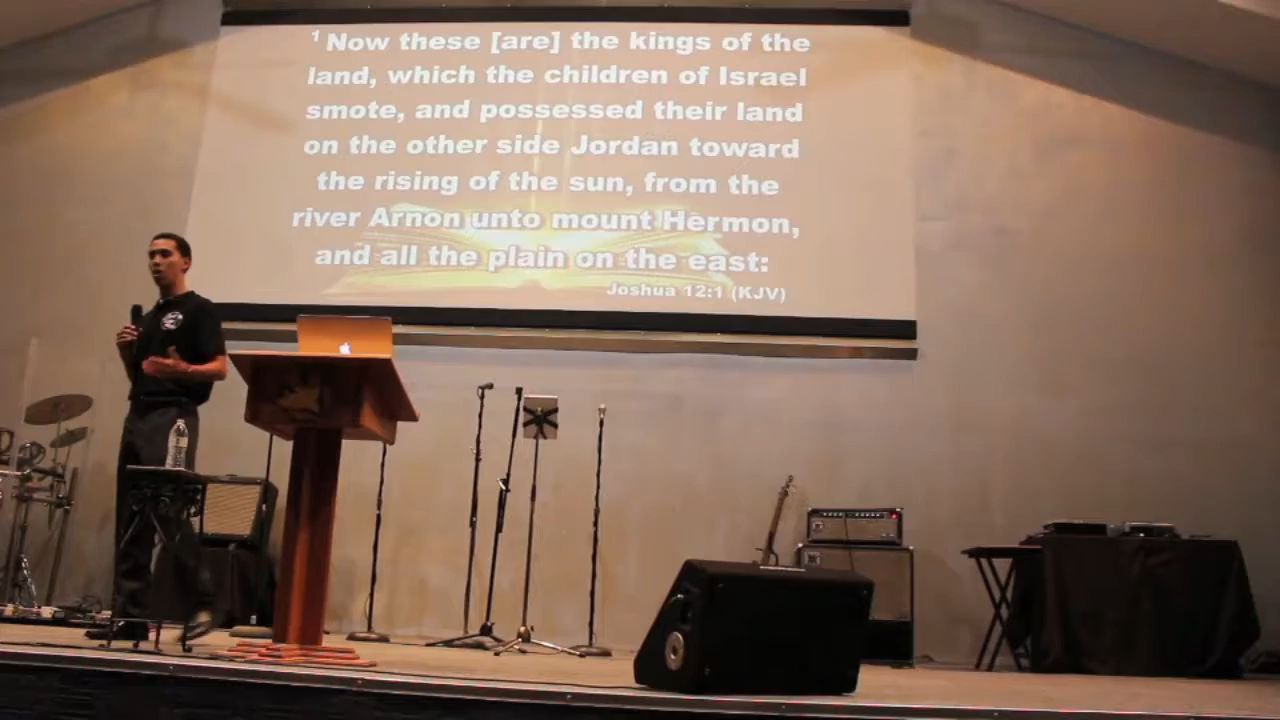 1 Now these [are] the kings of the
land, which the children of Israel
smote, and possessed their land
on the other side Jordan toward
the rising of the sun, from the
river Arnon unto mount Hermon,
and all the plain on the east:
Joshua 12:1 (KJV)